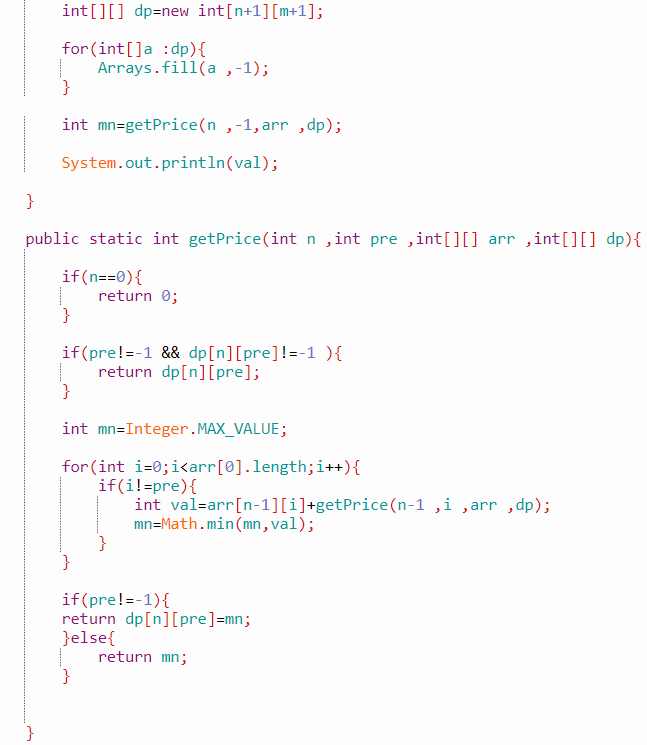 int[][] dp=new int[n+1][m+1];
for(int[]a :dp){
Arrays.fill(a ,-1);
}
int mn=getPrice(n ,-1,arr ,dp);
System.out.println(val);
}
public static int getPrice(int n ,int pre ,int[][] arr ,int[][] dp){
if(n==0){
return 0;
}
if(pre!=-1 && dp[n][pre]!=-1 ){
return dp[n][pre];
}
int mn=Integer.MAX_VALUE;
for(int i=0;i<arr[0].length;i++){
if(i!=pre){
int val=arr[n-1][i]+getPrice(n-1 ,i ,arr ,dp);
mn=Math.min(mn,val);
}
}
if(pre!=-1){
return dp[n][pre]=mn;
}else{
return mn;
}
}